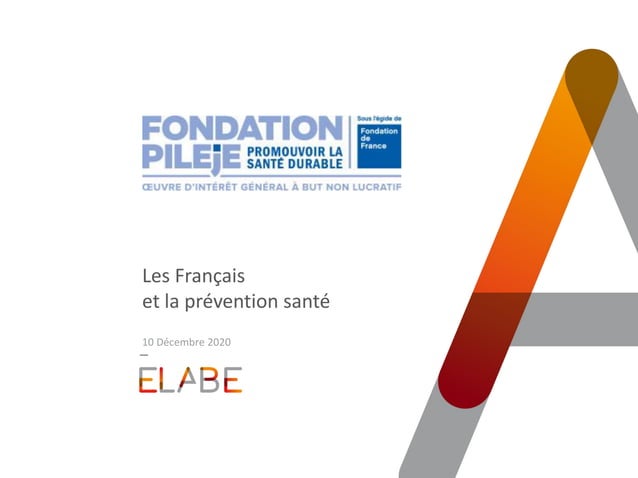 FONDATION
PILEJE
PROMOUVOIR LA
SANTÉ DURABLE
Sous l'égide de
Fondation
de
France
ŒUVRE D'INTÉRÊT GÉNÉRAL À BUT NON LUCRATIF
Les Français
et la prévention santé
10 Décembre 2020
ELABE